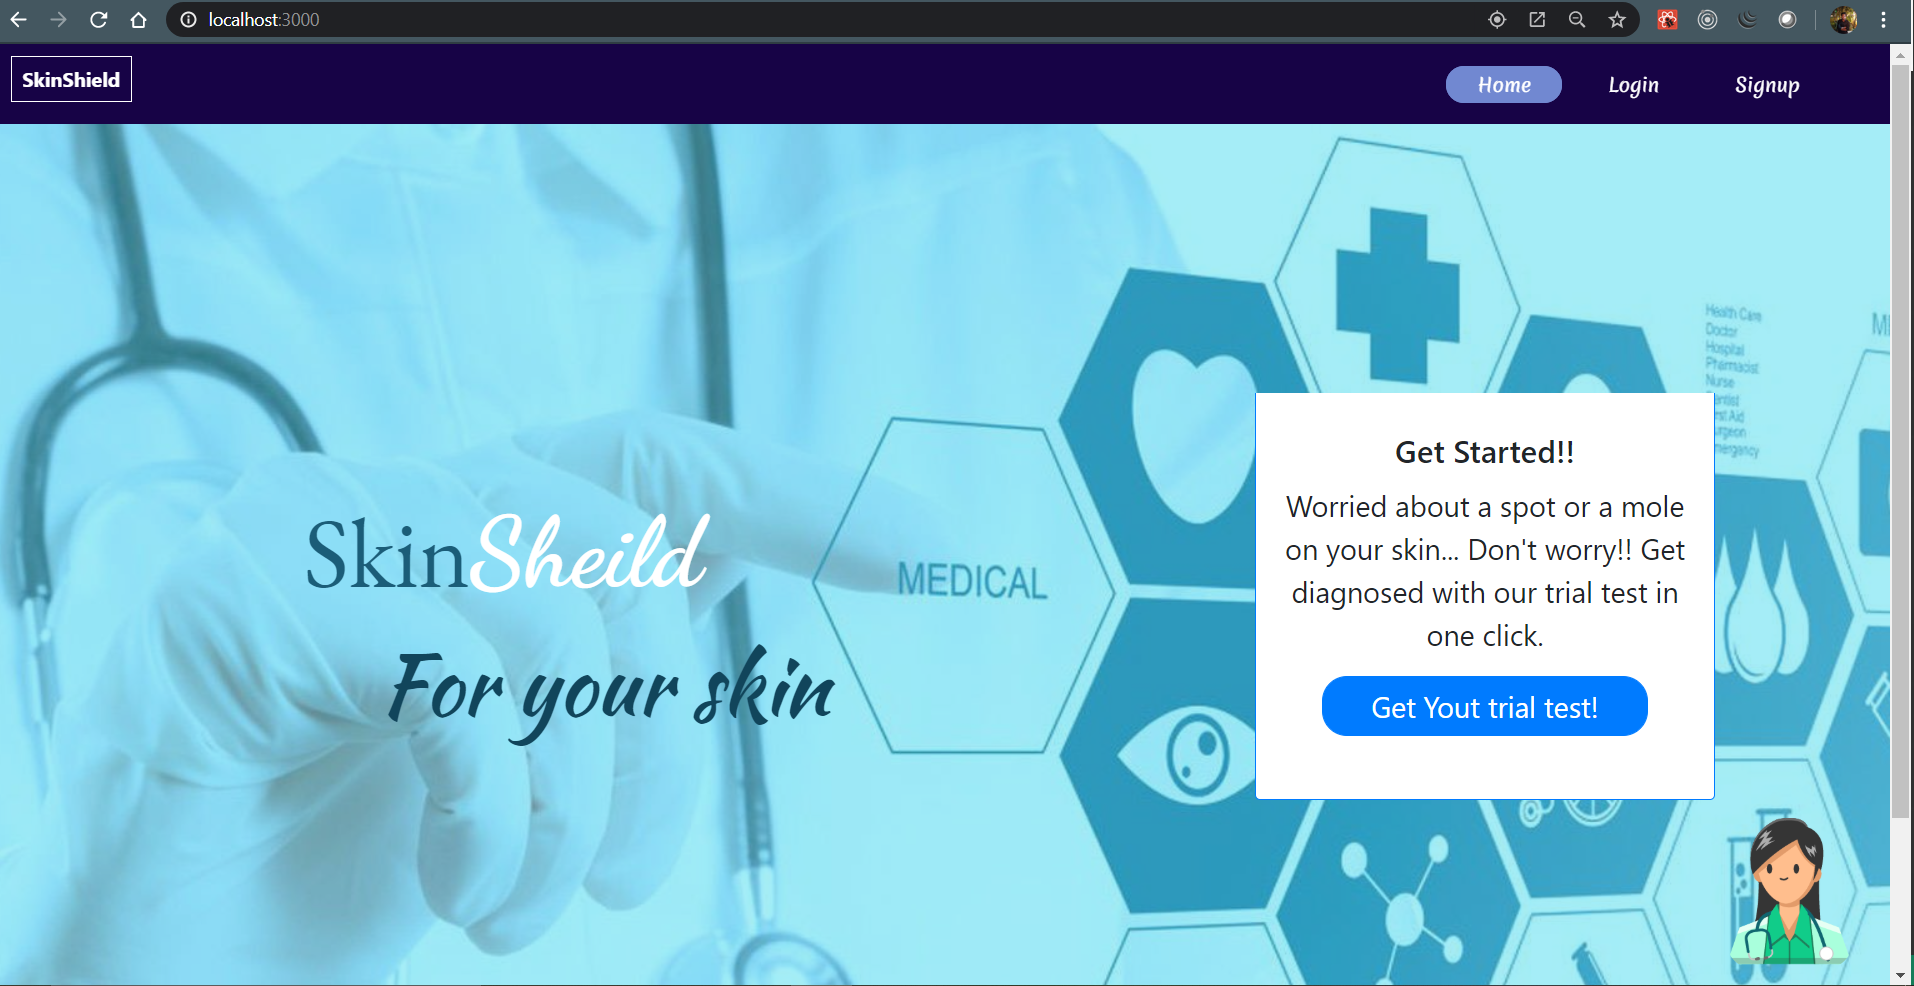 localhost:3000
SkinShield
Home
Login
Signup
Health Care
Doctor
Hospital
Pharmacist
Nurse
Get Started!!
Worried about a spot or a mole
on your skin... Don't worry!! Get
diagnosed with our trial test in
one click.
Get Yout trial test!
SkinSheild
For your skin
MEDICAL